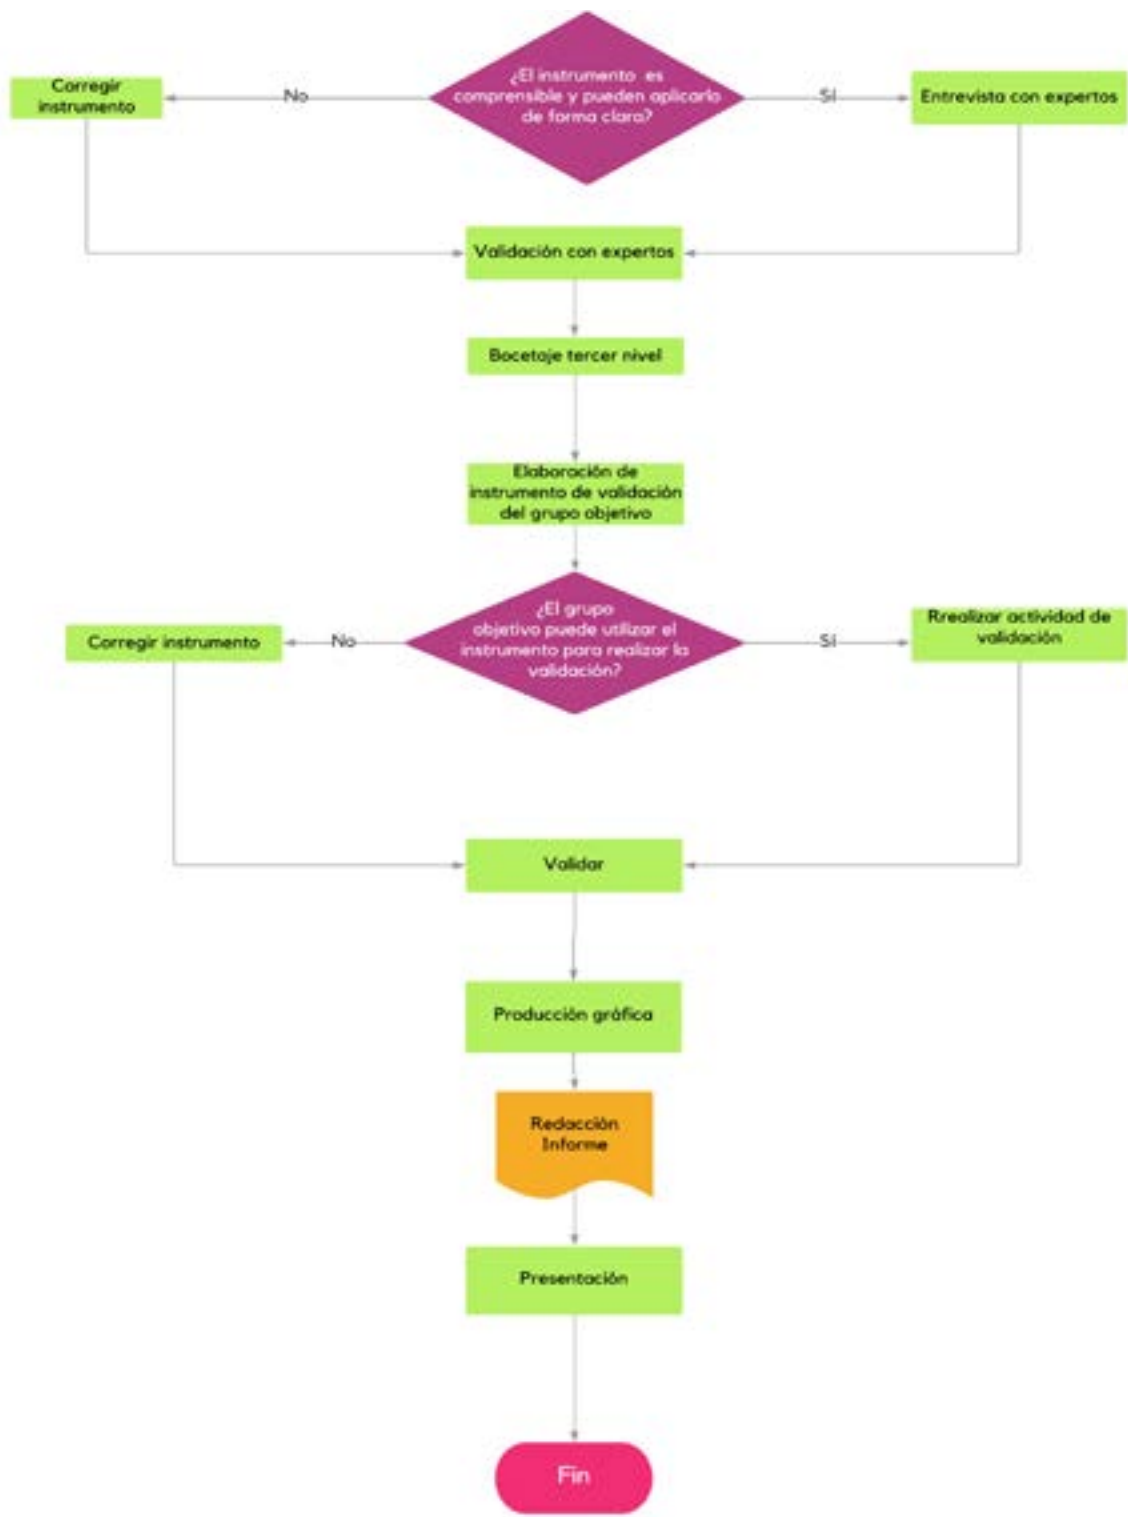 ¿El instrumento es
comprensible y pueden aplicarlo
de forma clara?
Corregir
instrumento
No
Sí
Entrevista con expertos
Validación con expertos
Bocetaje tercer nivel
Elaboración de
instrumento de validación
del grupo objetivo
¿El grupo
objetivo puede utilizar el
instrumento para realizar la
validación?
Corregir instrumento
No
Sí
Rrealizar actividad de
validación
Validar
Producción gráfica
Redacción
Informe
Presentación
Fin